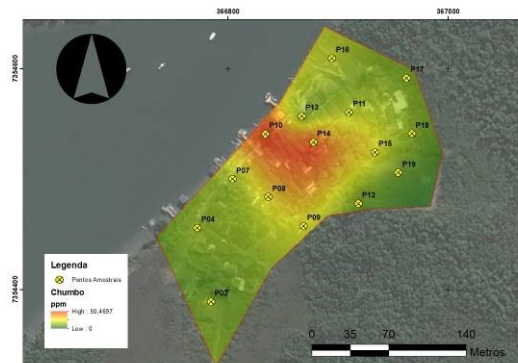 366800
367000
7354600
7354400
P16
P17
P13
P11
P10
P18
P14
P15
P07
P19
P08
P12
P09
P04
P02
Legenda
Pontos Amostrais
Chumbo
ppm
High : 50,4697
Low : 0
0 35 70 140
Metros